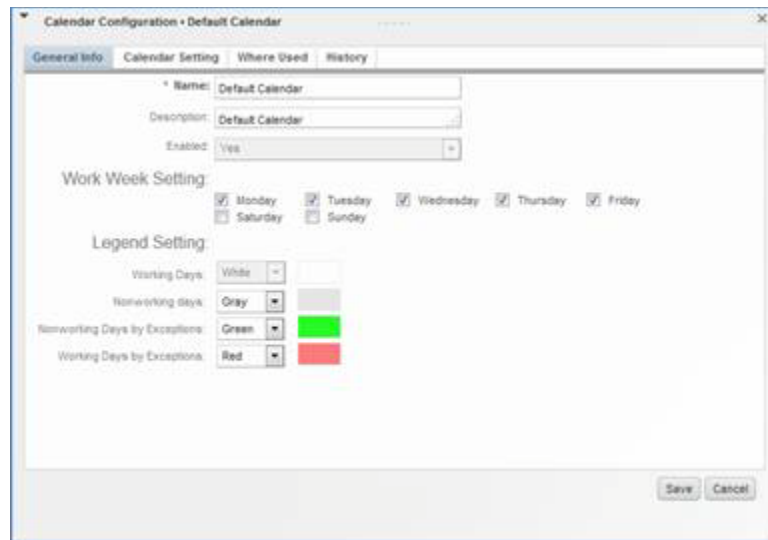 Calendar Configuration • Default Calendar
General Info Calendar Setting Where Used History
* Name: Default Calendar
Description: Default Calendar
Enabled: Yes
Work Week Setting:
Monday Tuesday Wednesday Thursday Friday
Saturday Sunday
Legend Setting:
Working Days: White
Nonworking days: Gray
Nonworking Days by Exceptions: Green
Working Days by Exceptions: Red
Save Cancel